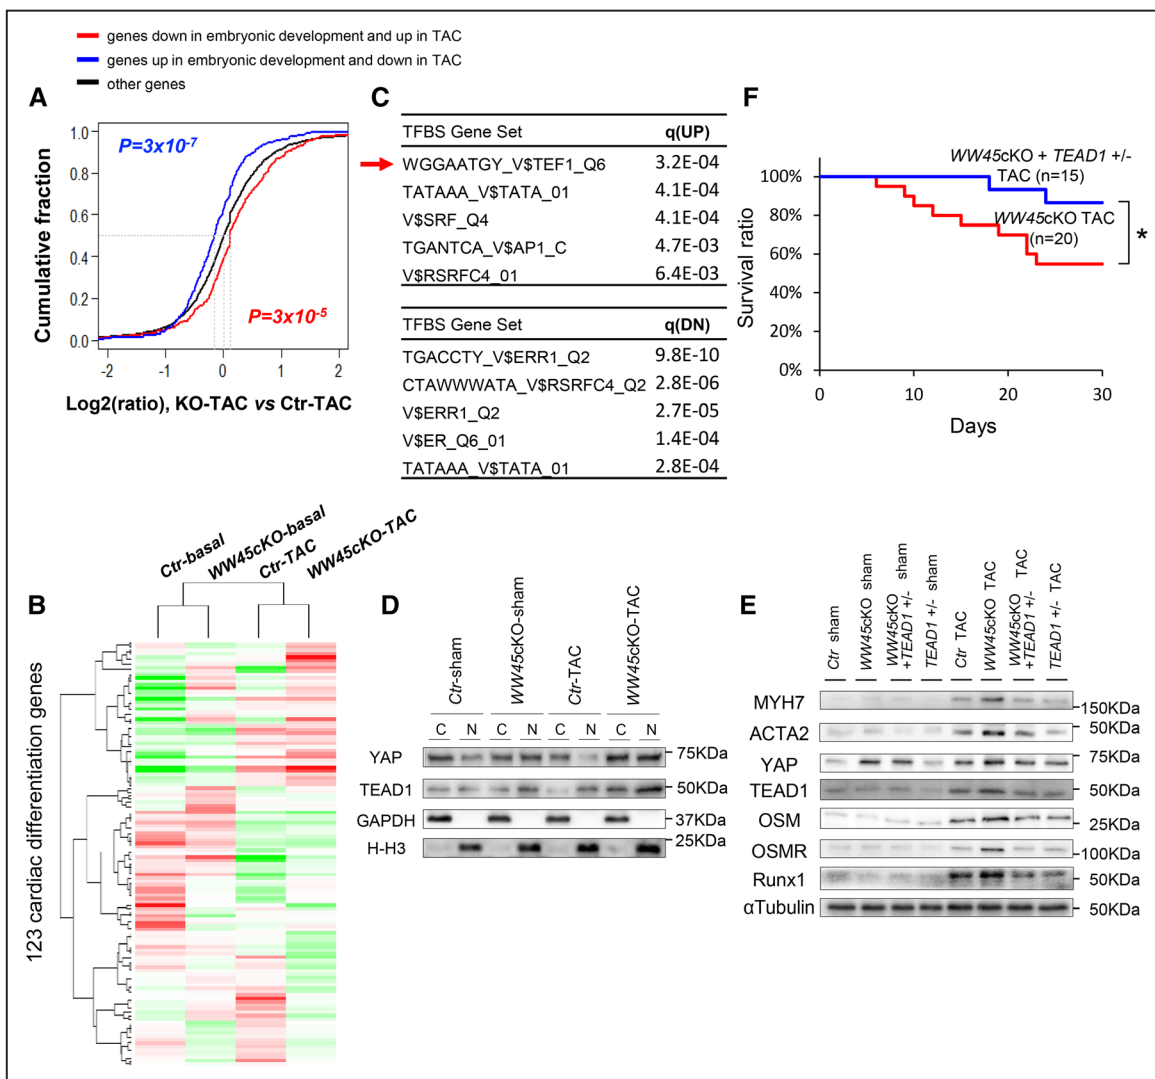 genes down in embryonic development and up in TAC
genes up in embryonic development and down in TAC
other genes
A
P=3x10-7
P=3x10-5
Cumulative fraction
1.0
0.8
0.6
0.4
0.2
0.0
-2 -1 0 1 2
Log2(ratio), KO-TAC vs Ctr-TAC
C
TFBS Gene Set q(UP)
WGGAATGY_V$TEF1_Q6 3.2E-04
TATAAA_V$TATA_01 4.1E-04
V$SRF_Q4 4.1E-04
TGANTCA_V$AP1_C 4.7E-03
V$RSRFC4_01 6.4E-03
TFBS Gene Set q(DN)
TGACCTY_V$ERR1_Q2 9.8E-10
CTAWWWATA_V$RSRFC4_Q2 2.8E-06
V$ERR1_Q2 2.7E-05
V$ER_Q6_01 1.4E-04
TATAAA_V$TATA_01 2.8E-04
F
WW45cKO + TEAD1 +/-
TAC (n=15)
WW45cKO TAC
(n=20)
*
Survival ratio
100%
80%
60%
40%
20%
0%
0 10 20 30
Days
B
Ctr-basal
WW45cKO-basal
Ctr-TAC
WW45cKO-TAC
123 cardiac differentiation genes
D
Ctr-sham
WW45cKO-sham
Ctr-TAC
WW45cKO-TAC
C N C N C N C N
YAP 75KDa
TEAD1 50KDa
GAPDH 37KDa
H-H3 25KDa
E
Ctr sham
WW45cKO sham
WW45cKO sham
+TEAD1 +/-
TEAD1 +/- sham
Ctr TAC
WW45cKO TAC
WW45cKO TAC
+TEAD1 +/-
TEAD1 +/- TAC
MYH7 150KDa
ACTA2 50KDa
YAP 75KDa
TEAD1 50KDa
OSM 25KDa
OSMR 100KDa
Runx1 50KDa
αTubulin 50KDa